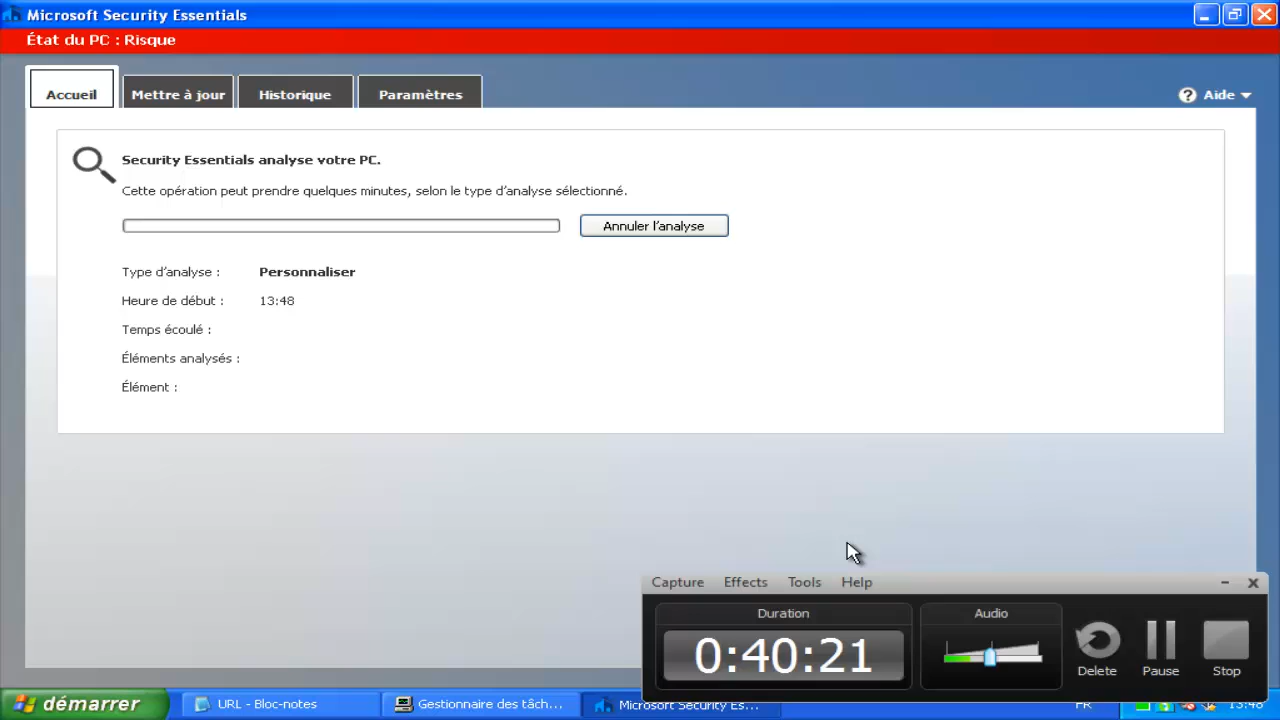 Microsoft Security Essentials
État du PC : Risque
Accueil
Mettre à jour
Historique
Paramètres
? Aide
Security Essentials analyse votre PC.
Cette opération peut prendre quelques minutes, selon le type d’analyse sélectionné.
Annuler l’analyse
Type d’analyse : Personnaliser
Heure de début : 13:48
Temps écoulé :
Éléments analysés :
Élément :
Capture Effects Tools Help
Duration
Audio
0:40:21
Delete
Pause
Stop
démarrer
URL - Bloc-notes
Gestionnaire des tâch...
Microsoft Security Es...
FR
13:48